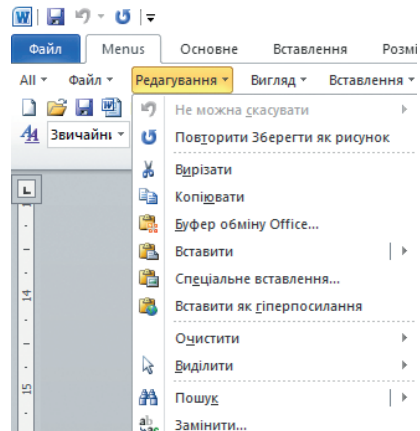 Файл Menus Основне Вставлення Розмі
All Файл Редагування Вигляд Вставлення
Не можна скасувати
Повторити Зберегти як рисунок
Звичайни
Вирізати
Копіювати
Буфер обміну Office...
Вставити
Спеціальне вставлення...
Вставити як гіперпосилання
Очистити
Виділити
Пошук
Замінити...
14
15